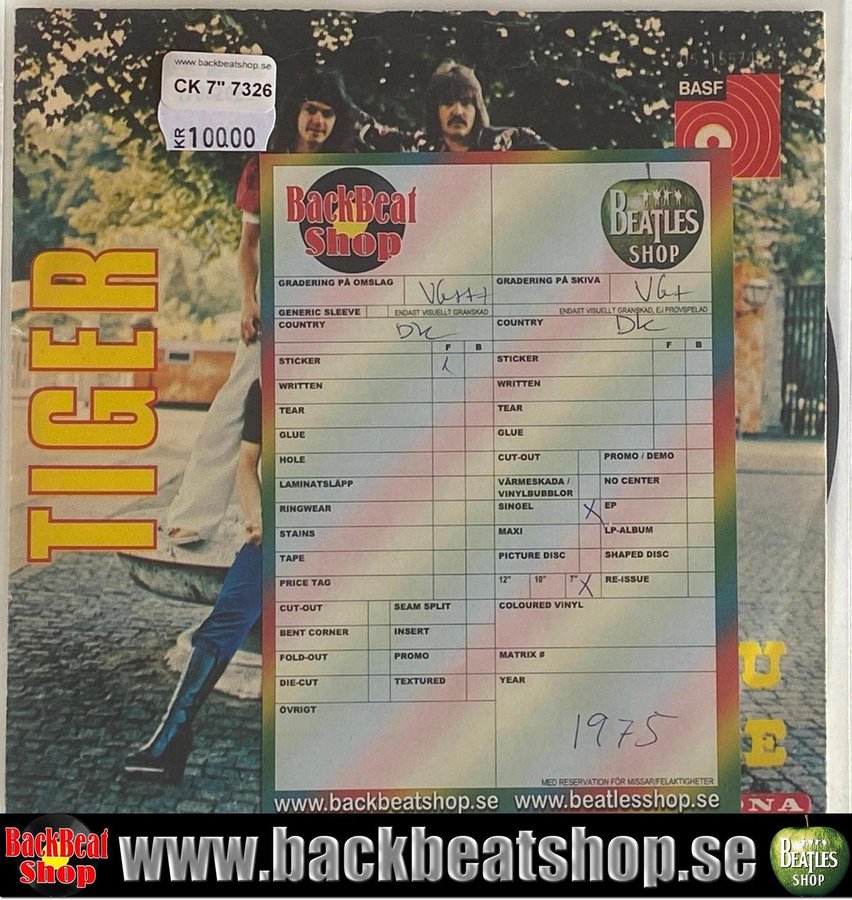 www.backbeatshop.se
CK 7" 7326
KR 100.00
BASF
TIGER
BackBeat
Shop
BEATLES
SHOP
GRADERING PÅ OMSLAG VG+++
GRADERING PÅ SKIVA VG+
GENERIC SLEEVE ENDAST VISUELLT GRANSKAD
ENDAST VISUELLT GRANSKAD, EJ PROVSPELAD
COUNTRY DK
COUNTRY DK
F B
F B
STICKER 1
STICKER
WRITTEN
WRITTEN
TEAR
TEAR
GLUE
GLUE
HOLE
CUT-OUT PROMO / DEMO
LAMINATSLÄPP
VÄRMESKADA / NO CENTER
VINYLBUBBLOR
RINGWEAR
SINGEL X EP
STAINS
MAXI LP-ALBUM
TAPE
PICTURE DISC SHAPED DISC
PRICE TAG
12" 10" 7" X RE-ISSUE
CUT-OUT SEAM SPLIT
COLOURED VINYL
BENT CORNER INSERT
FOLD-OUT PROMO
MATRIX #
DIE-CUT TEXTURED
YEAR
ÖVRIGT
1975
MED RESERVATION FÖR MISSAR/FELAKTIGHETER
www.backbeatshop.se www.beatlesshop.se
U
E
NA
BackBeat
Shop
www.backbeatshop.se
BEATLES
SHOP